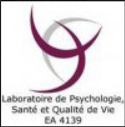 Laboratoire de Psychologie,
Santé et Qualité de Vie
EA 4139